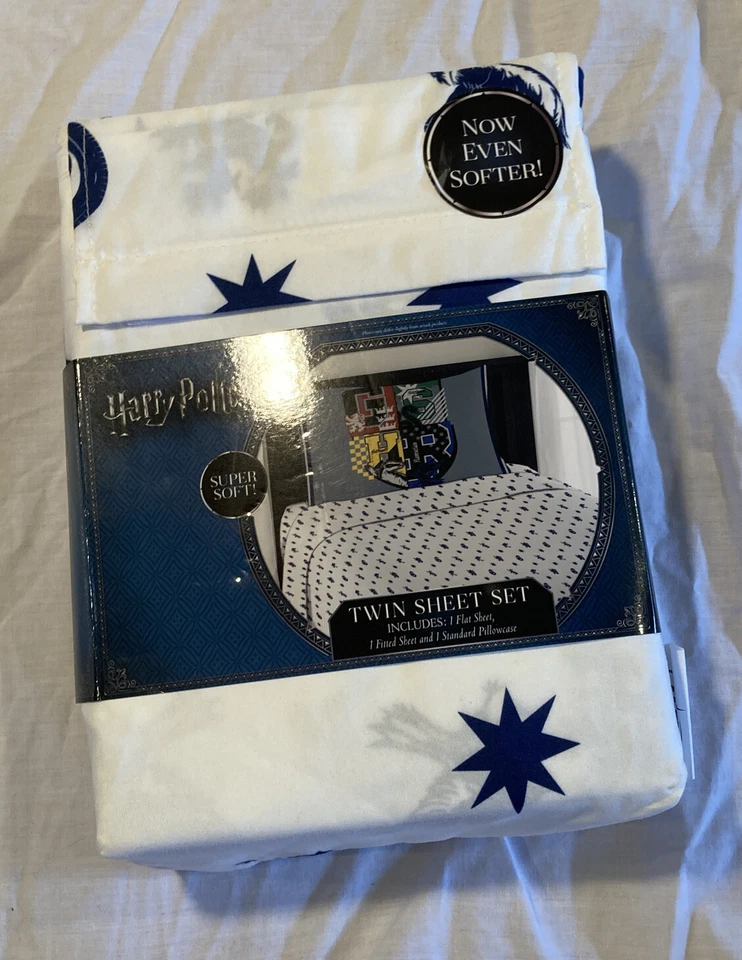 NOW
EVEN
SOFTER!
Harry Potter
SUPER
SOFT!
TWIN SHEET SET
INCLUDES: 1 Flat Sheet,
1 Fitted Sheet and 1 Standard Pillowcase